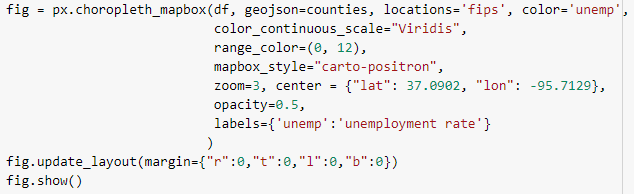 fig = px.choropleth_mapbox(df, geojson=counties, locations='fips', color='unemp',
                           color_continuous_scale="Viridis",
                           range_color=(0, 12),
                           mapbox_style="carto-positron",
                           zoom=3, center = {"lat": 37.0902, "lon": -95.7129},
                           opacity=0.5,
                           labels={'unemp':'unemployment rate'}
                          )
fig.update_layout(margin={"r":0,"t":0,"l":0,"b":0})
fig.show()